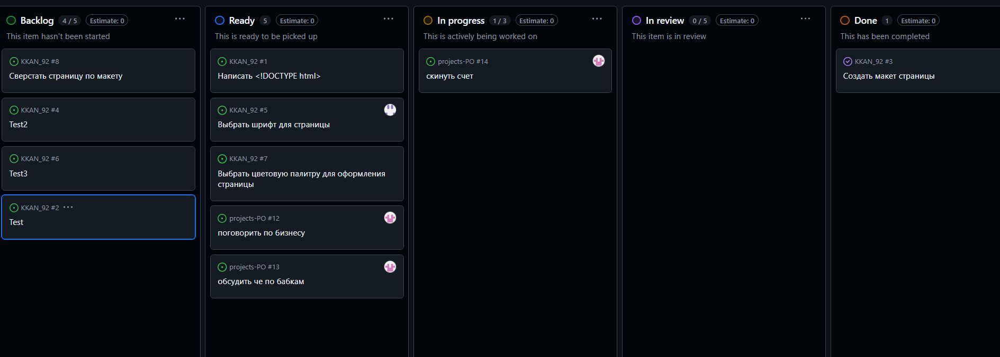 Backlog 4 / 5 Estimate: 0
This item hasn't been started
KKAN_92 #8
Сверстать страницу по макету
KKAN_92 #4
Test2
KKAN_92 #6
Test3
KKAN_92 #2
Test
Ready 5 Estimate: 0
This is ready to be picked up
KKAN_92 #1
Написать <!DOCTYPE html>
KKAN_92 #5
Выбрать шрифт для страницы
KKAN_92 #7
Выбрать цветовую палитру для оформления
страницы
projects-PO #12
поговорить по бизнесу
projects-PO #13
обсудить че по бабкам
In progress 1 / 3 Estimate: 0
This is actively being worked on
projects-PO #14
скинуть счет
In review 0 / 5 Estimate: 0
This item is in review
Done 1 Estimate: 0
This has been completed
KKAN_92 #3
Создать макет страницы